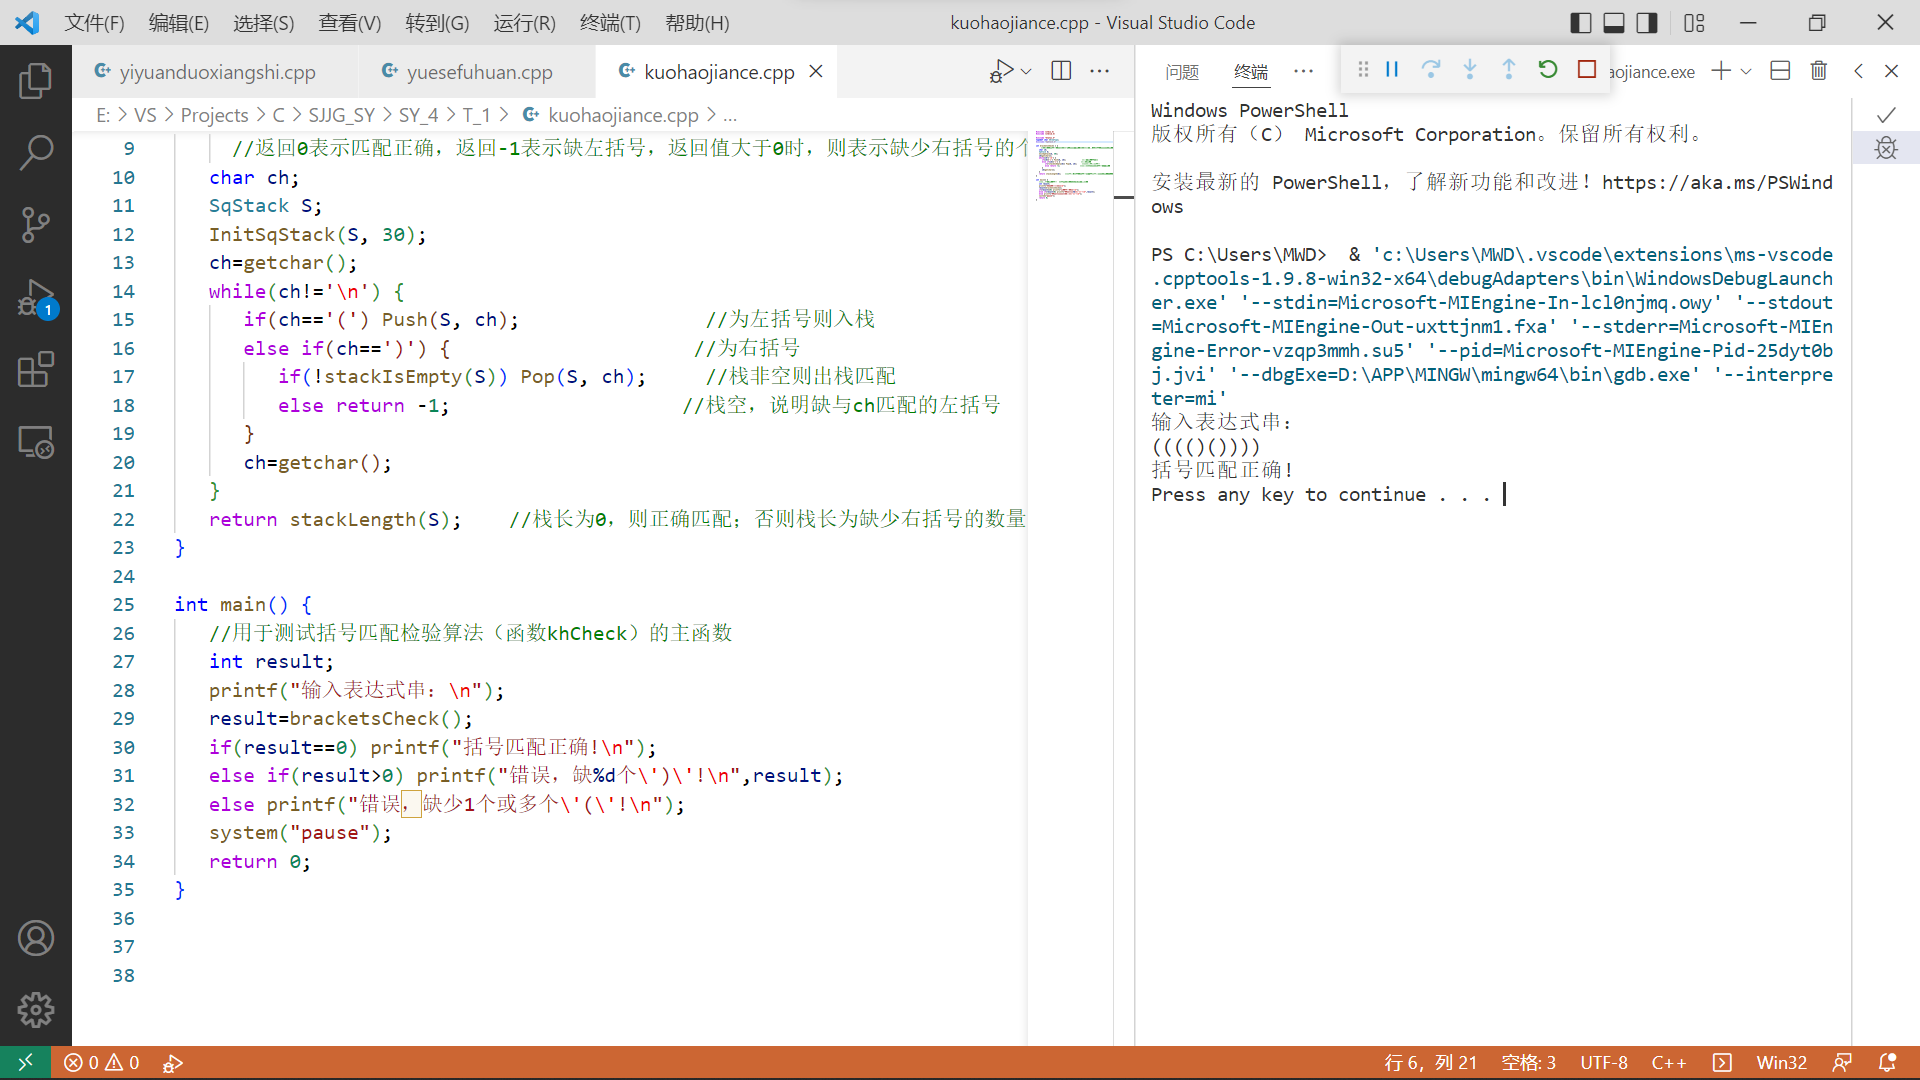 文件(F) 编辑(E) 选择(S) 查看(V) 转到(G) 运行(R) 终端(T) 帮助(H) kuohaojiance.cpp - Visual Studio Code
yiyuanduoxiangshi.cpp yuesefuhuan.cpp kuohaojiance.cpp
E: > VS > Projects > C > SJJG_SY > SY_4 > T_1 > kuohaojiance.cpp > ...
9 //返回0表示匹配正确，返回-1表示缺左括号，返回值大于0时，则表示缺少右括号的个
10 char ch;
11 SqStack S;
12 InitSqStack(S, 30);
13 ch=getchar();
14 while(ch!='\n') {
15 if(ch=='(') Push(S, ch); //为左括号则入栈
16 else if(ch==')') { //为右括号
17 if(!stackIsEmpty(S)) Pop(S, ch); //栈非空则出栈匹配
18 else return -1; //栈空，说明缺与ch匹配的左括号
19 }
20 ch=getchar();
21 }
22 return stackLength(S); //栈长为0，则正确匹配；否则栈长为缺少右括号的数量
23 }
24
25 int main() {
26 //用于测试括号匹配检验算法（函数khCheck）的主函数
27 int result;
28 printf("输入表达式串：\n");
29 result=bracketsCheck();
30 if(result==0) printf("括号匹配正确!\n");
31 else if(result>0) printf("错误，缺%d个\')\'!\n",result);
32 else printf("错误，缺少1个或多个\'(\'!\n");
33 system("pause");
34 return 0;
35 }
36
37
38
问题 终端 aojiance.exe
Windows PowerShell
版权所有（C） Microsoft Corporation。保留所有权利。
安装最新的 PowerShell，了解新功能和改进！https://aka.ms/PSWind
ows
PS C:\Users\MWD>  & 'c:\Users\MWD\.vscode\extensions\ms-vscode
.cpptools-1.9.8-win32-x64\debugAdapters\bin\WindowsDebugLaunch
er.exe' '--stdin=Microsoft-MIEngine-In-lcl0njmq.owy' '--stdout
=Microsoft-MIEngine-Out-uxttjnm1.fxa' '--stderr=Microsoft-MIEn
gine-Error-vzqp3mmh.su5' '--pid=Microsoft-MIEngine-Pid-25dyt0b
j.jvi' '--dbgExe=D:\APP\MINGW\mingw64\bin\gdb.exe' '--interpre
ter=mi'
输入表达式串：
(((()())))
括号匹配正确!
Press any key to continue . . .
1
0 0 行 6，列 21 空格: 3 UTF-8 C++ Win32